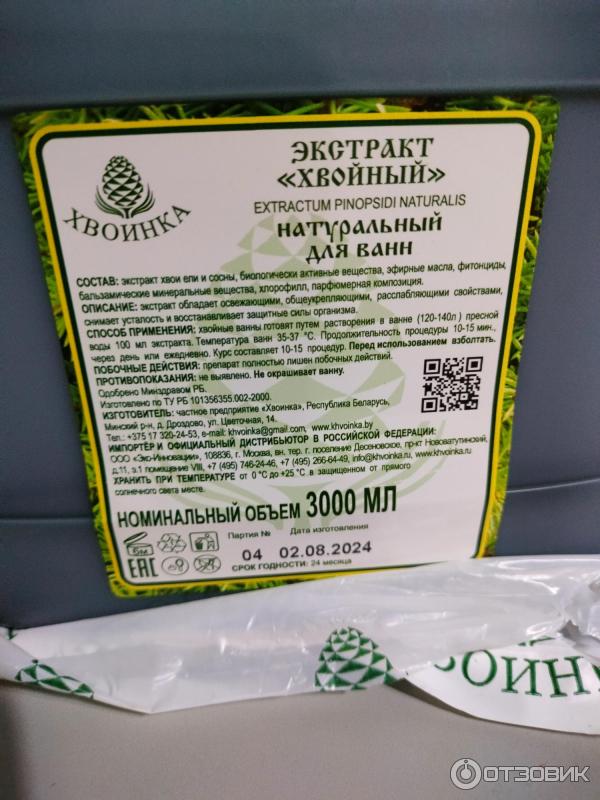 ХВОИНКА
ЭКСТРАКТ
«ХВОЙНЫЙ»
EXTRACTUM PINOPSIDI NATURALIS
натуральный
для ванн
СОСТАВ: экстракт хвои ели и сосны, биологически активные вещества, эфирные масла, фитонциды,
бальзамические минеральные вещества, хлорофилл, парфюмерная композиция.
ОПИСАНИЕ: экстракт обладает освежающими, общеукрепляющими, расслабляющими свойствами,
снимает усталость и восстанавливает защитные силы организма.
СПОСОБ ПРИМЕНЕНИЯ: хвойные ванны готовят путем растворения в ванне (120-140л) пресной
воды 100 мл экстракта. Температура ванн 35-37 °С. Продолжительность процедуры 10-15 мин.,
через день или ежедневно. Курс составляет 10-15 процедур. Перед использованием взболтать.
ПОБОЧНЫЕ ДЕЙСТВИЯ: препарат полностью лишен побочных действий.
ПРОТИВОПОКАЗАНИЯ: не выявлено. Не окрашивает ванну.
Одобрено Минздравом РБ.
Изготовлено по ТУ РБ 101356355.002-2000.
ИЗГОТОВИТЕЛЬ: частное предприятие «Хвоинка», Республика Беларусь,
Минский р-н, д. Дроздово, ул. Цветочная, 14.
Тел.: +375 17 320-24-53, e-mail: khvoinka@gmail.com, www.khvoinka.by
ИМПОРТЁР И ОФИЦИАЛЬНЫЙ ДИСТРИБЬЮТОР В РОССИЙСКОЙ ФЕДЕРАЦИИ:
ООО «Эко-Инновации», 108836, г. Москва, вн. тер. г. поселение Десеновское, пр-кт Нововатутинский,
д.11, э.1 помещение VIII, +7 (495) 746-24-46, +7 (495) 266-64-49, info@khvoinka.ru, www.khvoinka.ru
ХРАНИТЬ ПРИ ТЕМПЕРАТУРЕ от 0 °С до +25 °С в защищенном от прямого
солнечного света месте.
НОМИНАЛЬНЫЙ ОБЪЕМ 3000 МЛ
Партия № Дата изготовления
04 02.08.2024
СРОК ГОДНОСТИ: 24 месяца
6м
EAC
ОИНК
ОТЗОВИК